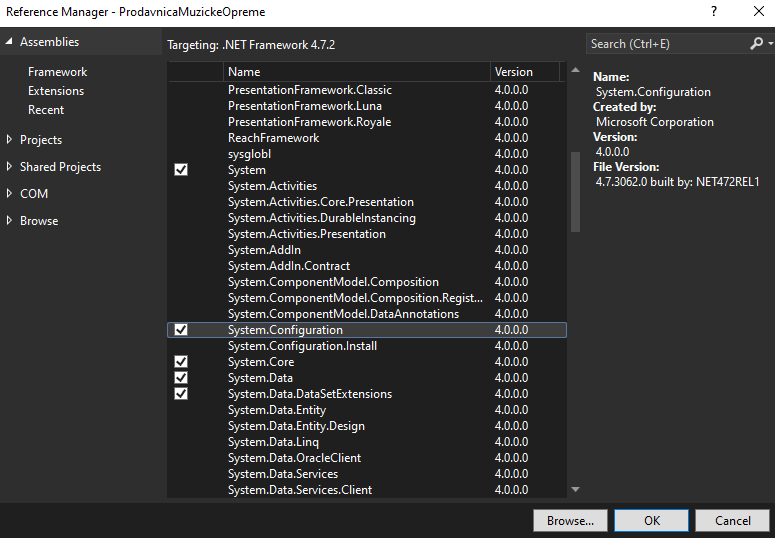 Reference Manager - ProdavnicaMuzickeOpreme
Assemblies
Framework
Extensions
Recent
Projects
Shared Projects
COM
Browse
Targeting: .NET Framework 4.7.2
Search (Ctrl+E)
Name Version
PresentationFramework.Classic 4.0.0.0
PresentationFramework.Luna 4.0.0.0
PresentationFramework.Royale 4.0.0.0
ReachFramework 4.0.0.0
sysglobl 4.0.0.0
System 4.0.0.0
System.Activities 4.0.0.0
System.Activities.Core.Presentation 4.0.0.0
System.Activities.DurableInstancing 4.0.0.0
System.Activities.Presentation 4.0.0.0
System.AddIn 4.0.0.0
System.AddIn.Contract 4.0.0.0
System.ComponentModel.Composition 4.0.0.0
System.ComponentModel.Composition.Regist... 4.0.0.0
System.ComponentModel.DataAnnotations 4.0.0.0
System.Configuration 4.0.0.0
System.Configuration.Install 4.0.0.0
System.Core 4.0.0.0
System.Data 4.0.0.0
System.Data.DataSetExtensions 4.0.0.0
System.Data.Entity 4.0.0.0
System.Data.Entity.Design 4.0.0.0
System.Data.Linq 4.0.0.0
System.Data.OracleClient 4.0.0.0
System.Data.Services 4.0.0.0
System.Data.Services.Client 4.0.0.0
Name:
System.Configuration
Created by:
Microsoft Corporation
Version:
4.0.0.0
File Version:
4.7.3062.0 built by: NET472REL1
Browse... OK Cancel